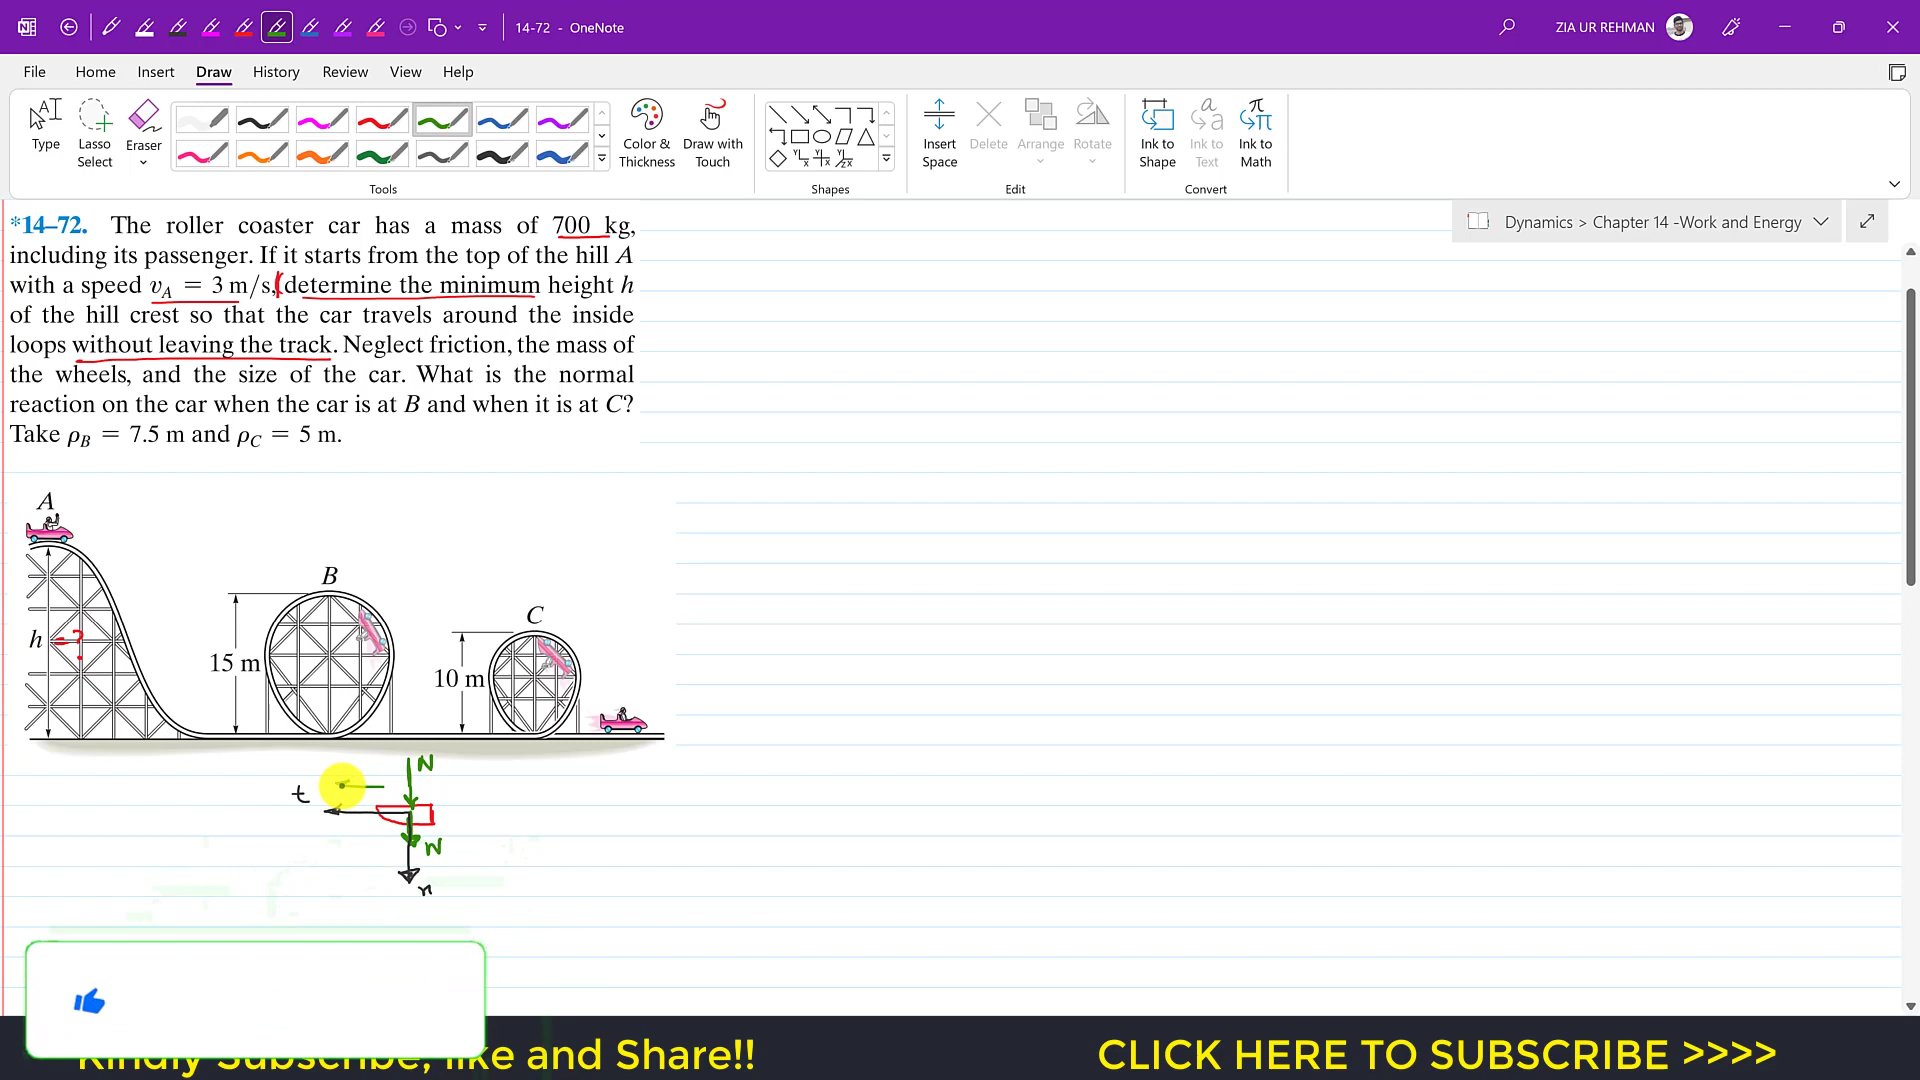 14-72 - OneNote
ZIA UR REHMAN
File Home Insert Draw History Review View Help
Type
Lasso Select
Eraser
Color & Thickness
Draw with Touch
Insert Space
Delete
Arrange
Rotate
Ink to Shape
Ink to Text
Ink to Math
Tools
Shapes
Edit
Convert
Dynamics > Chapter 14 -Work and Energy
*14–72. The roller coaster car has a mass of 700 kg,
including its passenger. If it starts from the top of the hill A
with a speed v_A = 3 m/s, determine the minimum height h
of the hill crest so that the car travels around the inside
loops without leaving the track. Neglect friction, the mass of
the wheels, and the size of the car. What is the normal
reaction on the car when the car is at B and when it is at C?
Take ρ_B = 7.5 m and ρ_C = 5 m.
A
B
C
h = ?
15 m
10 m
N
t
W
n
Kindly Subscribe, like and Share!!
CLICK HERE TO SUBSCRIBE >>>>